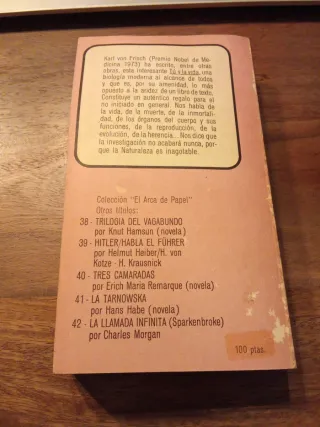 Karl von Frisch (Premio Nobel de Me-
dicina 1973) ha escrito, entre otras
obras, este interesante Tú y la vida, una
biología moderna al alcance de todos
y que es, por su amenidad, lo más
opuesto a la aridez de un libro de texto.
Constituye un auténtico regalo para el
no iniciado en general. Nos habla de
la vida, de la muerte, de la inmortali-
dad, de los órganos del cuerpo y sus
funciones, de la reproducción, de la
evolución, de la herencia... Nos dice que
la investigación no acabará nunca, por-
que la Naturaleza es inagotable.
Colección "El Arca de Papel"
Otros títulos:
38 - TRILOGIA DEL VAGABUNDO
por Knut Hamsun (novela)
39 - HITLER/HABLA EL FÜHRER
por Helmut Heiber/H. von
Kotze - H. Krausnick
40 - TRES CAMARADAS
por Erich Maria Remarque (novela)
41 - LA TARNOWSKA
por Hans Habe (novela)
42 - LA LLAMADA INFINITA (Sparkenbroke)
por Charles Morgan
100 ptas.